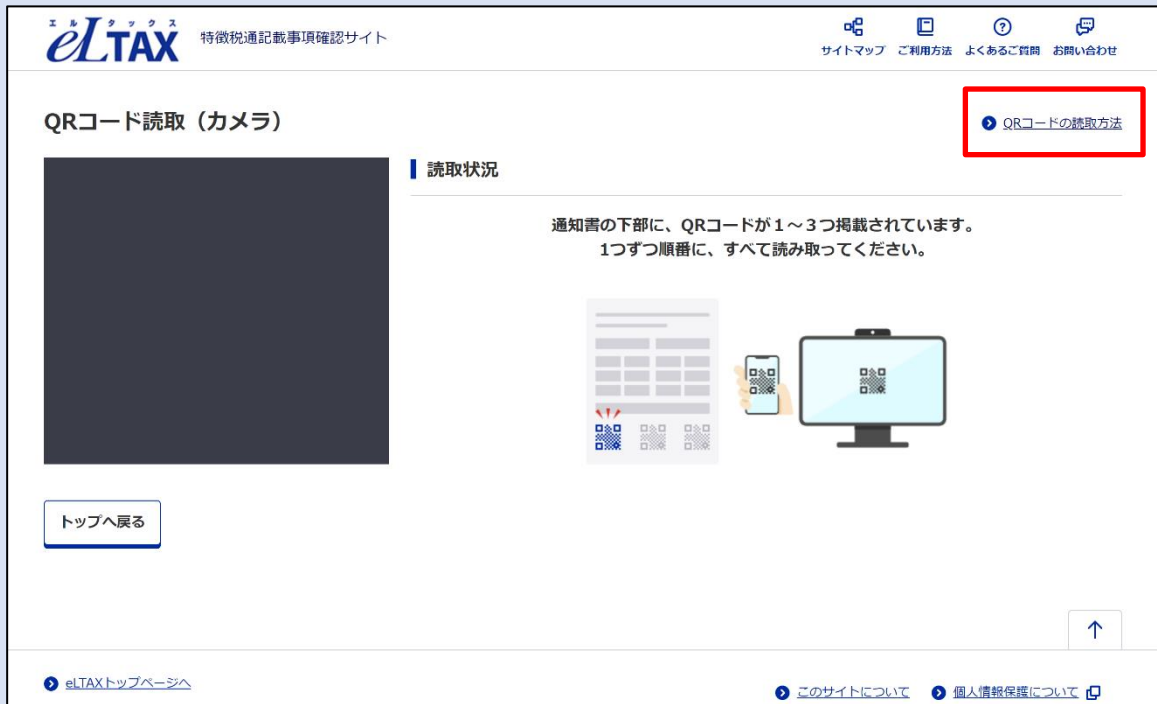 エルタックス
eLTAX 特徴税通記載事項確認サイト
サイトマップ ご利用方法 よくあるご質問 お問い合わせ
QRコード読取（カメラ）
QRコードの読取方法
読取状況
通知書の下部に、QRコードが１～３つ掲載されています。
1つずつ順番に、すべて読み取ってください。
トップへ戻る
eLTAXトップページへ
このサイトについて 個人情報保護について